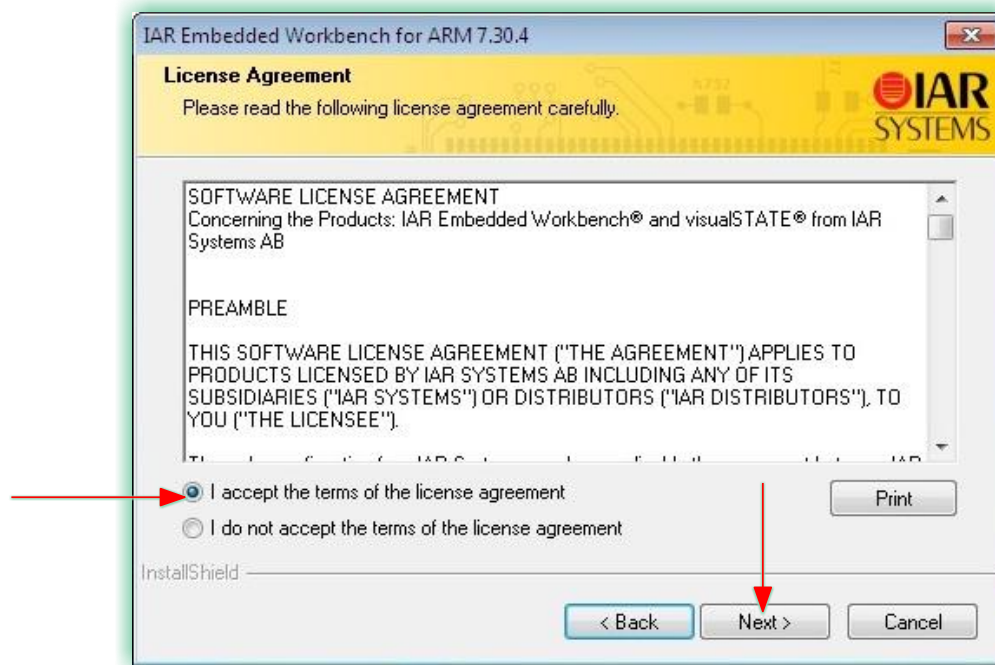 IAR Embedded Workbench for ARM 7.30.4
License Agreement
Please read the following license agreement carefully.
IAR
SYSTEMS
SOFTWARE LICENSE AGREEMENT
Concerning the Products: IAR Embedded Workbench® and visualSTATE® from IAR
Systems AB
PREAMBLE
THIS SOFTWARE LICENSE AGREEMENT ("THE AGREEMENT") APPLIES TO
PRODUCTS LICENSED BY IAR SYSTEMS AB INCLUDING ANY OF ITS
SUBSIDIARIES ("IAR SYSTEMS") OR DISTRIBUTORS ("IAR DISTRIBUTORS"), TO
YOU ("THE LICENSEE").
I accept the terms of the license agreement
Print
I do not accept the terms of the license agreement
InstallShield
< Back
Next >
Cancel